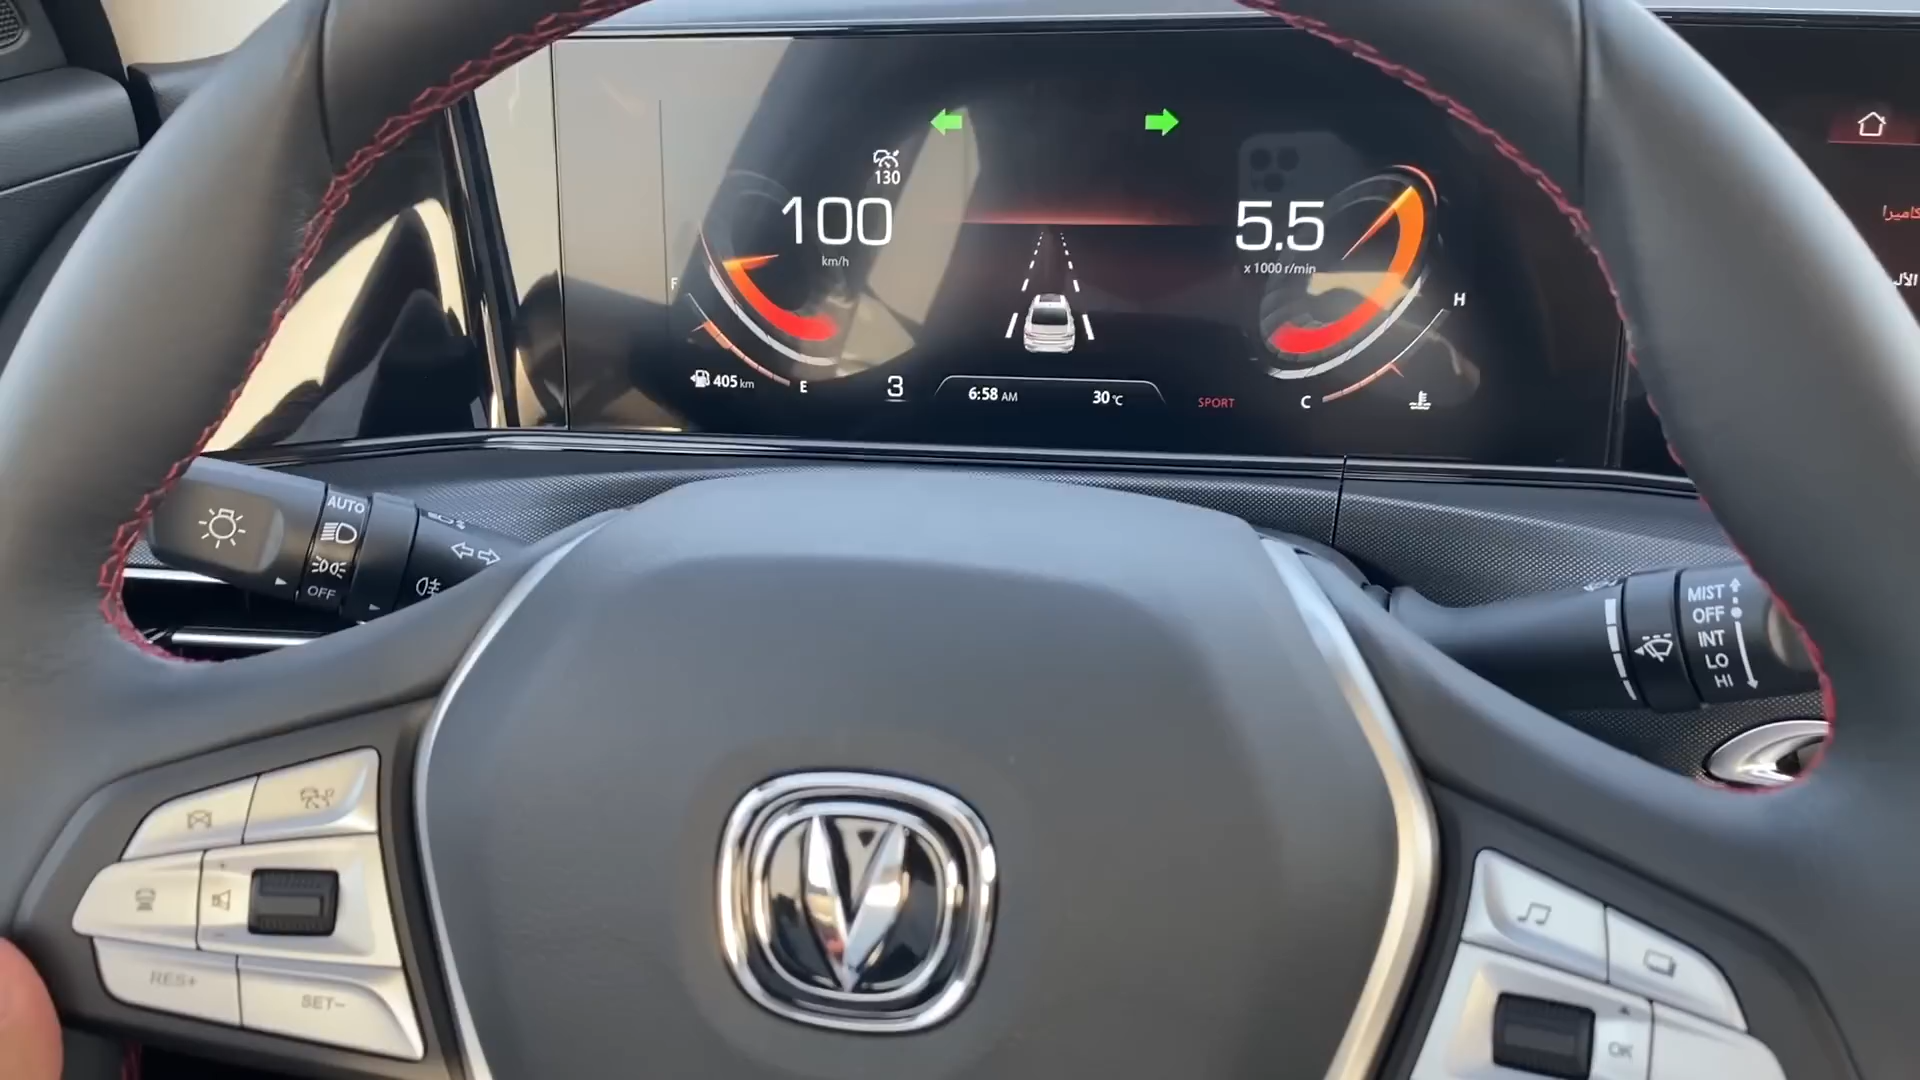 130
100
km/h
5.5
x 1000 r/min
F
H
405 km
E
3
6:58 AM
30°C
SPORT
C
كاميرا
AUTO
OFF
MIST
OFF
INT
LO
HI
RES+
SET-
OK